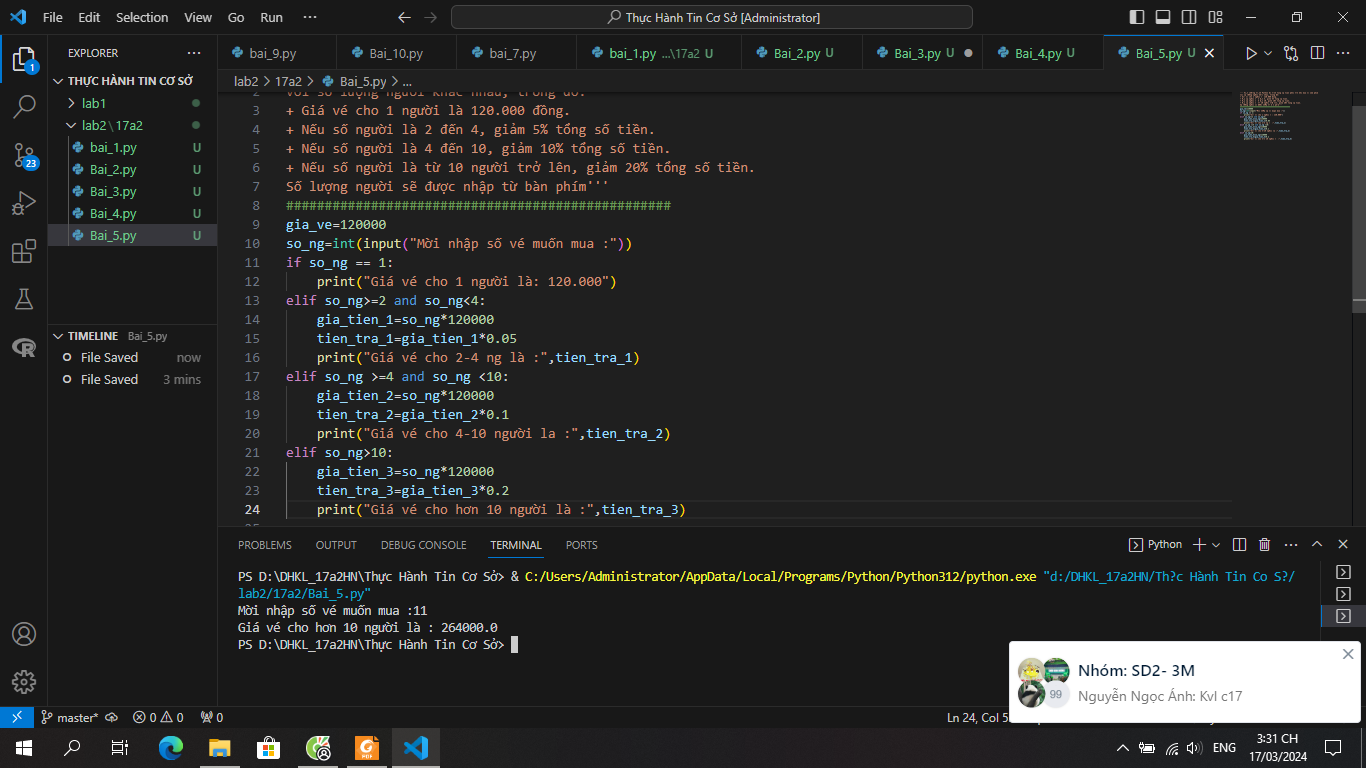 File Edit Selection View Go Run ···
Thực Hành Tin Cơ Sở [Administrator]
EXPLORER ···
bai_9.py
Bai_10.py
bai_7.py
bai_1.py ...\17a2 U
Bai_2.py U
Bai_3.py U
Bai_4.py U
Bai_5.py U
THỰC HÀNH TIN CƠ SỞ
lab1
lab2\17a2
bai_1.py U
Bai_2.py U
Bai_3.py U
Bai_4.py U
Bai_5.py U
1
23
TIMELINE Bai_5.py
File Saved now
File Saved 3 mins
lab2 > 17a2 > Bai_5.py > ...
2 với số lượng người khác nhau, trong đó:
3 + Giá vé cho 1 người là 120.000 đồng.
4 + Nếu số người là 2 đến 4, giảm 5% tổng số tiền.
5 + Nếu số người là 4 đến 10, giảm 10% tổng số tiền.
6 + Nếu số người là từ 10 người trở lên, giảm 20% tổng số tiền.
7 Số lượng người sẽ được nhập từ bàn phím'''
8 ##################################################
9 gia_ve=120000
10 so_ng=int(input("Mời nhập số vé muốn mua :"))
11 if so_ng == 1:
12 print("Giá vé cho 1 người là: 120.000")
13 elif so_ng>=2 and so_ng<4:
14 gia_tien_1=so_ng*120000
15 tien_tra_1=gia_tien_1*0.05
16 print("Giá vé cho 2-4 ng là :",tien_tra_1)
17 elif so_ng >=4 and so_ng <10:
18 gia_tien_2=so_ng*120000
19 tien_tra_2=gia_tien_2*0.1
20 print("Giá vé cho 4-10 người la :",tien_tra_2)
21 elif so_ng>10:
22 gia_tien_3=so_ng*120000
23 tien_tra_3=gia_tien_3*0.2
24 print("Giá vé cho hơn 10 người là :",tien_tra_3)
PROBLEMS OUTPUT DEBUG CONSOLE TERMINAL PORTS
Python
PS D:\DHKL_17a2HN\Thực Hành Tin Cơ Sở> & C:/Users/Administrator/AppData/Local/Programs/Python/Python312/python.exe "d:/DHKL_17a2HN/Th?c Hành Tin Co S?/
lab2/17a2/Bai_5.py"
Mời nhập số vé muốn mua :11
Giá vé cho hơn 10 người là : 264000.0
PS D:\DHKL_17a2HN\Thực Hành Tin Cơ Sở>
Nhóm: SD2- 3M
99
Nguyễn Ngọc Ánh: Kvl c17
master* 0 0 0
Ln 24, Col 5
ENG
3:31 CH
17/03/2024